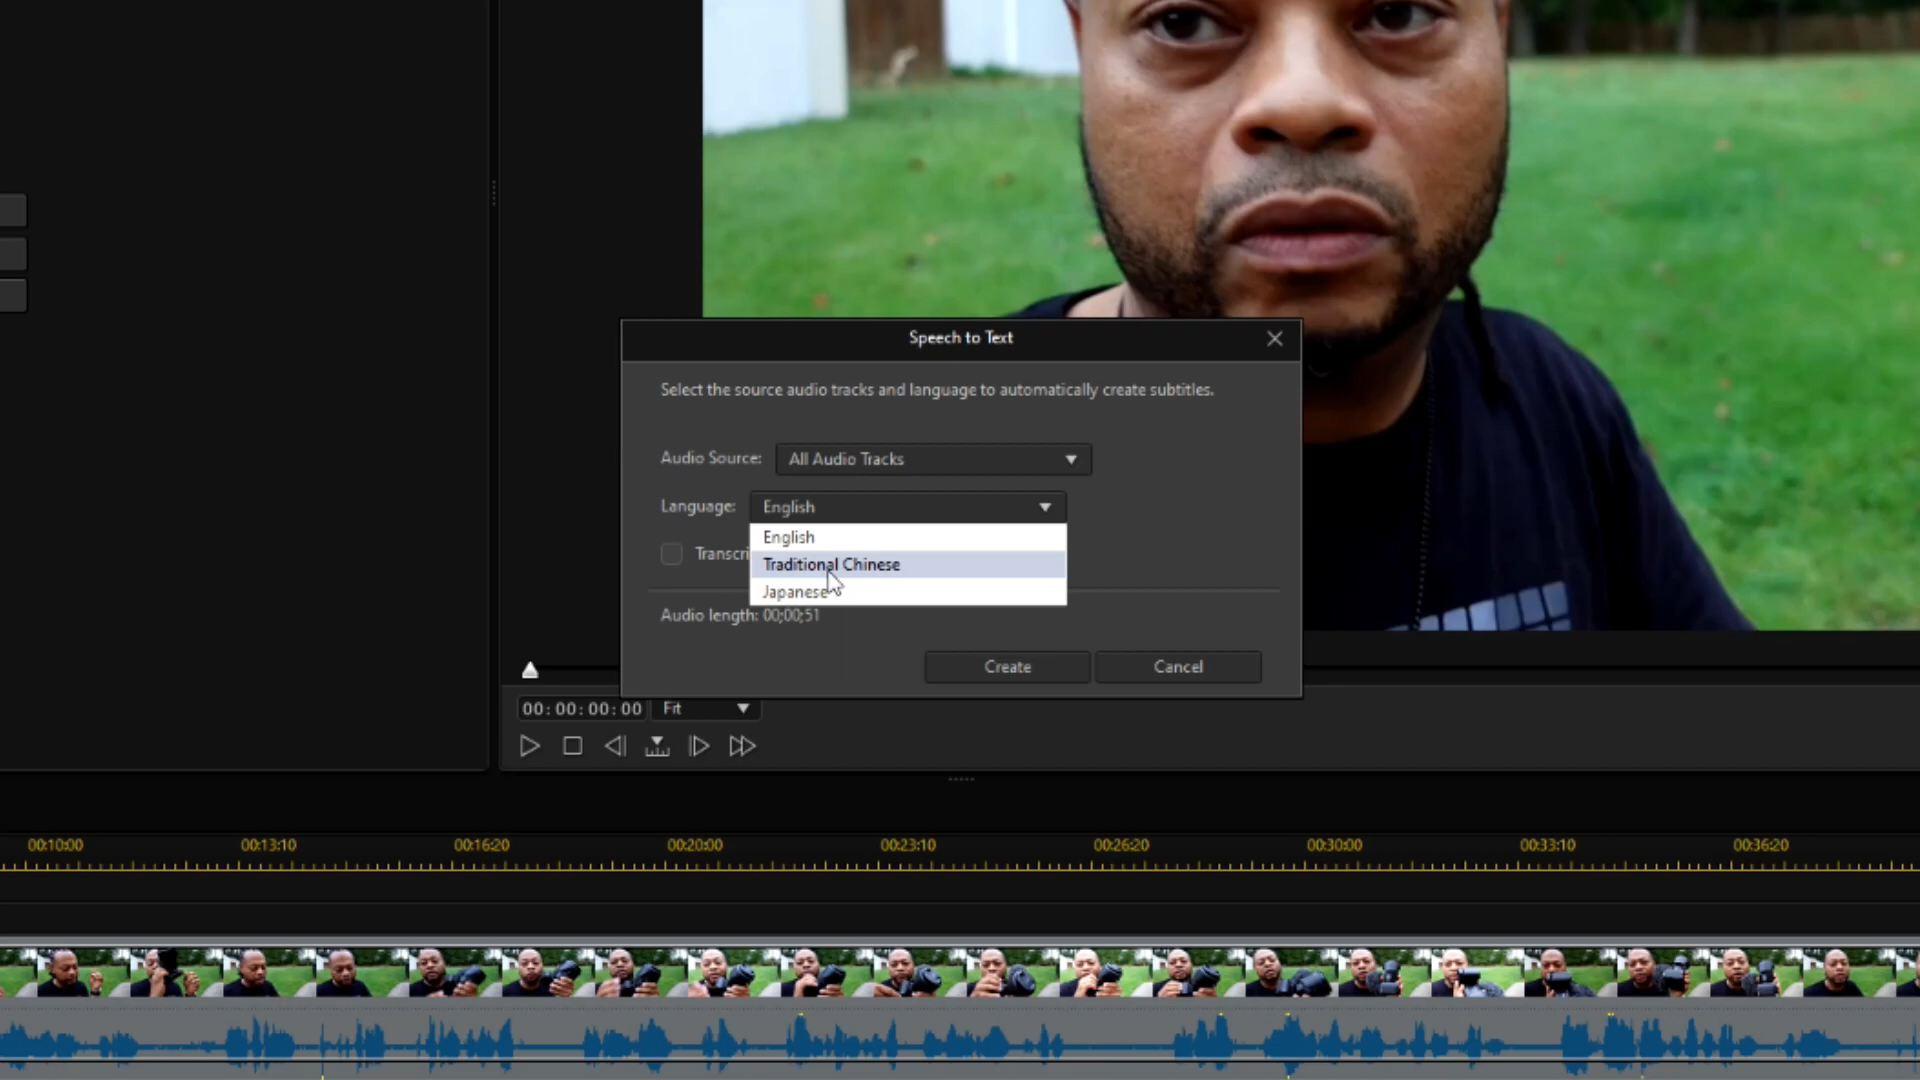 Speech to Text
Select the source audio tracks and language to automatically create subtitles.
Audio Source: All Audio Tracks
Language: English
English
Traditional Chinese
Japanese
Transcri
Audio length: 00;00;51
Create Cancel
00:00:00:00 Fit
00:10:00 00:13:10 00:16:20 00:20:00 00:23:10 00:26:20 00:30:00 00:33:10 00:36:20